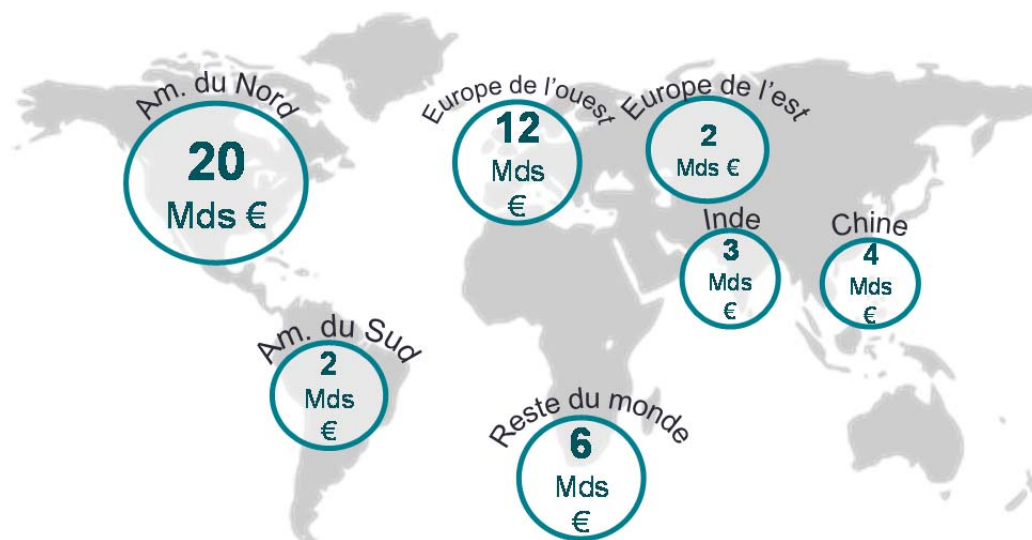 Am. du Nord
20
Mds €
Europe de l'ouest
12
Mds
€
Europe de l'est
2
Mds €
Inde
3
Mds
€
Chine
4
Mds
€
Am. du Sud
2
Mds
€
Reste du monde
6
Mds
€